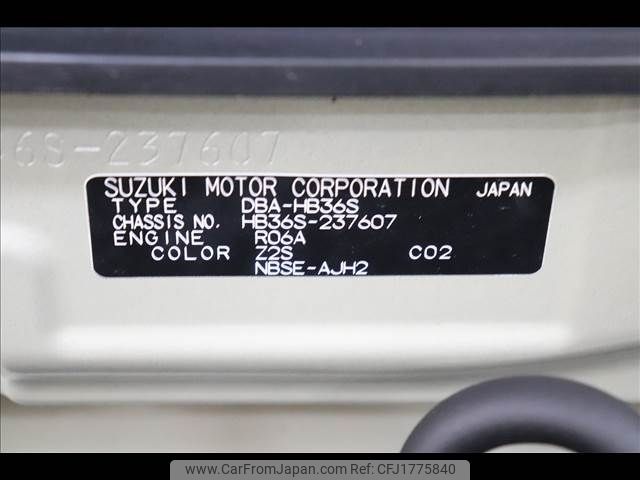 6S-237607
SUZUKI MOTOR CORPORATION JAPAN
TYPE DBA-HB36S
CHASSIS NO. HB36S-237607
ENGINE R06A
COLOR Z2S C02
NBSE-AJH2
www.CarFromJapan.com | CFJ1775840